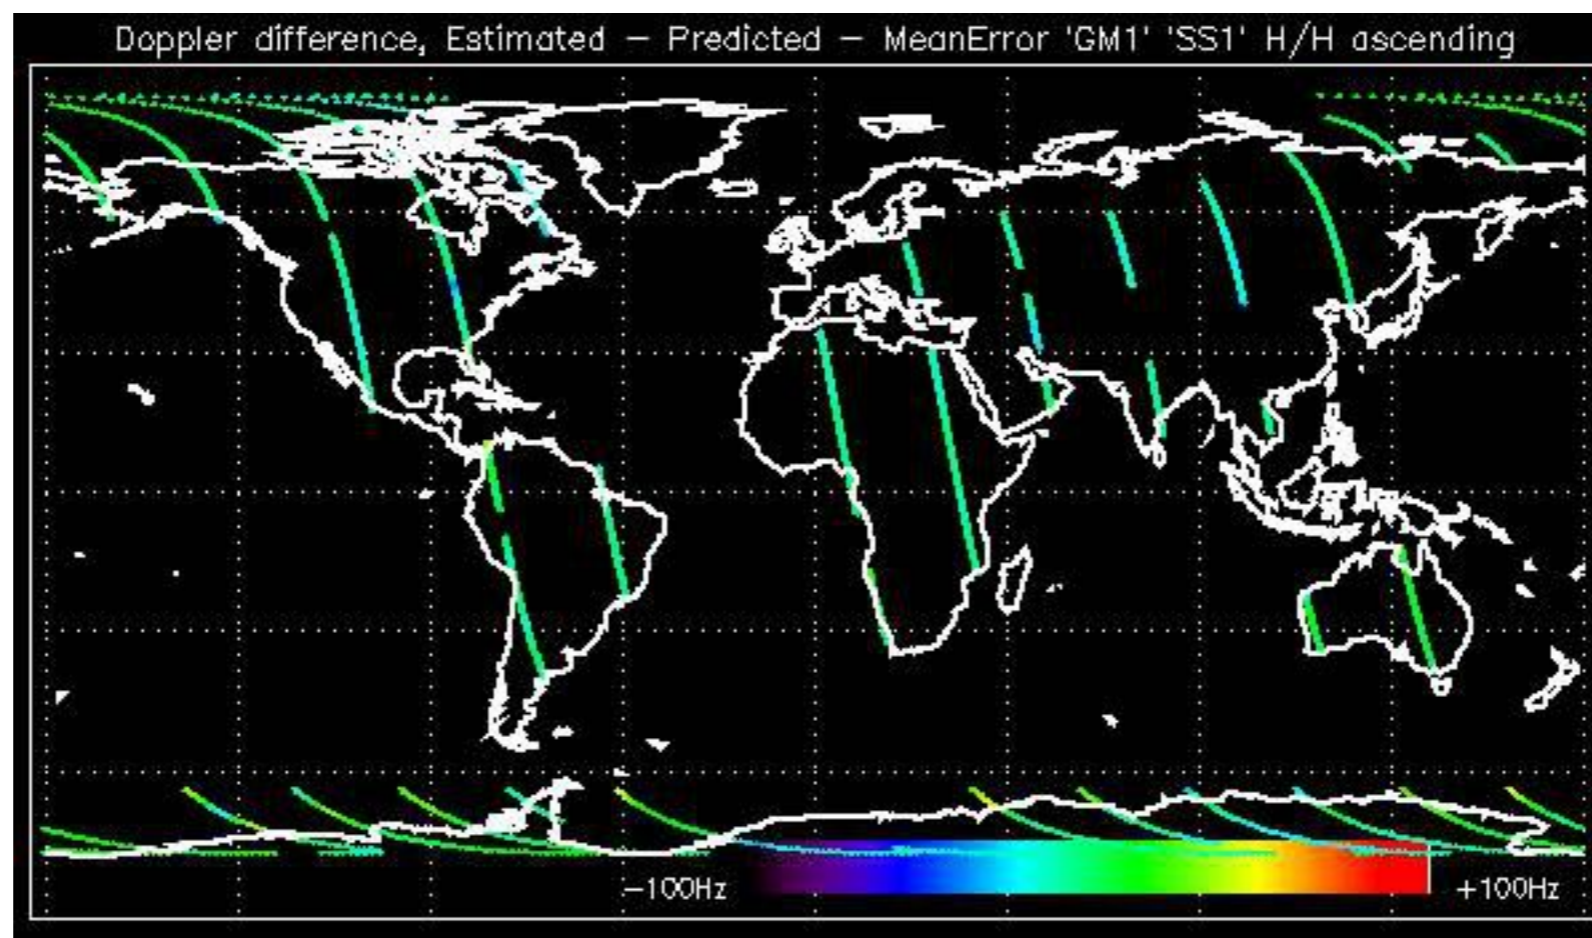 Doppler difference, Estimated – Predicted – MeanError 'GM1' 'SS1' H/H ascending
–100Hz
+100Hz